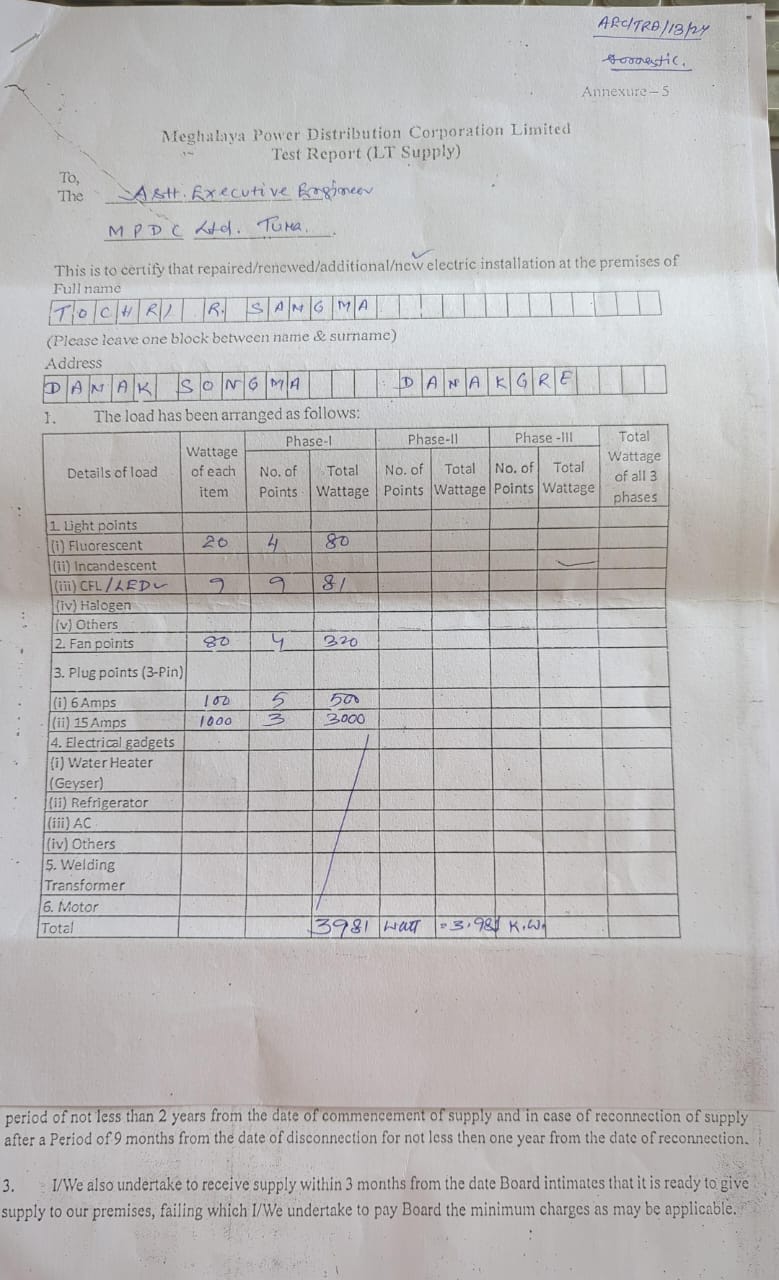 ARC/TRA/13/24
Domestic.
Annexure – 5
Meghalaya Power Distribution Corporation Limited
Test Report (LT Supply)
To,
The Astt. Executive Engineer
MPDC Ltd. Tura.
This is to certify that repaired/renewed/additional/new electric installation at the premises of
Full name
TOCHRI R. SANGMA
(Please leave one block between name & surname)
Address
DANAK SONGMA DANAKGRE
1. The load has been arranged as follows:
Details of load Wattage of each item Phase-I Phase-II Phase -III Total Wattage of all 3 phases
No. of Points Total Wattage No. of Points Total Wattage No. of Points Total Wattage
1. Light points
(i) Fluorescent 20 4 80
(ii) Incandescent
(iii) CFL/LED 9 9 81
(iv) Halogen
(v) Others
2. Fan points 80 4 320
3. Plug points (3-Pin)
(i) 6 Amps 100 5 500
(ii) 15 Amps 1000 3 3000
4. Electrical gadgets
(i) Water Heater
(Geyser)
(ii) Refrigerator
(iii) AC
(iv) Others
5. Welding
Transformer
6. Motor
Total 3981 watt = 3.981 K.W.
period of not less than 2 years from the date of commencement of supply and in case of reconnection of supply
after a Period of 9 months from the date of disconnection for not less then one year from the date of reconnection.
3. I/We also undertake to receive supply within 3 months from the date Board intimates that it is ready to give
supply to our premises, failing which I/We undertake to pay Board the minimum charges as may be applicable.